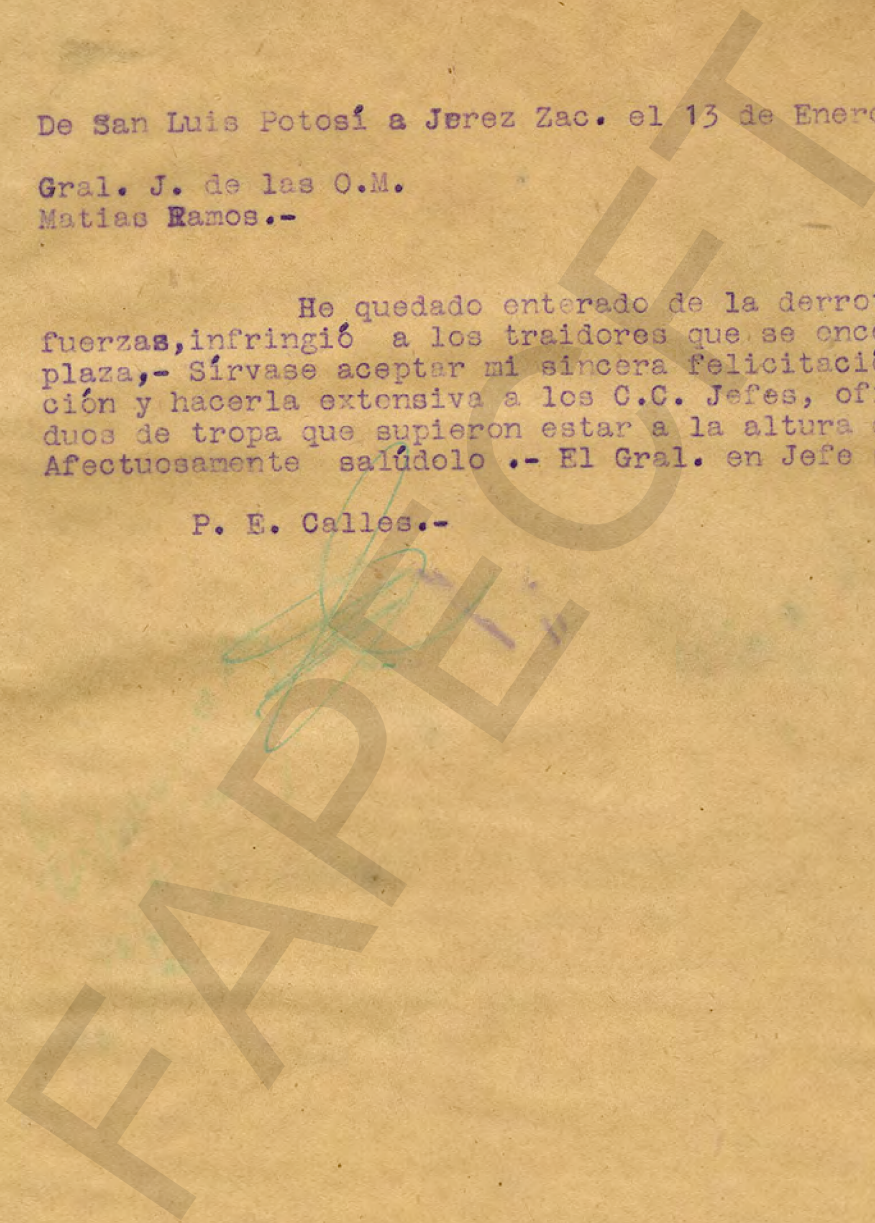 De San Luis Potosí a Jerez Zac. el 13 de Enero
Gral. J. de las O.M.
Matias Ramos.-
He quedado enterado de la derro
fuerzas,infringió a los traidores que se enc
plaza,- Sírvase aceptar mi sincera felicitaci
ción y hacerla extensiva a los C.C. Jefes, of
duos de tropa que supieron estar a la altura
Afectuosamente salúdolo .- El Gral. en Jefe
P. E. Calles.-
FAPECFT